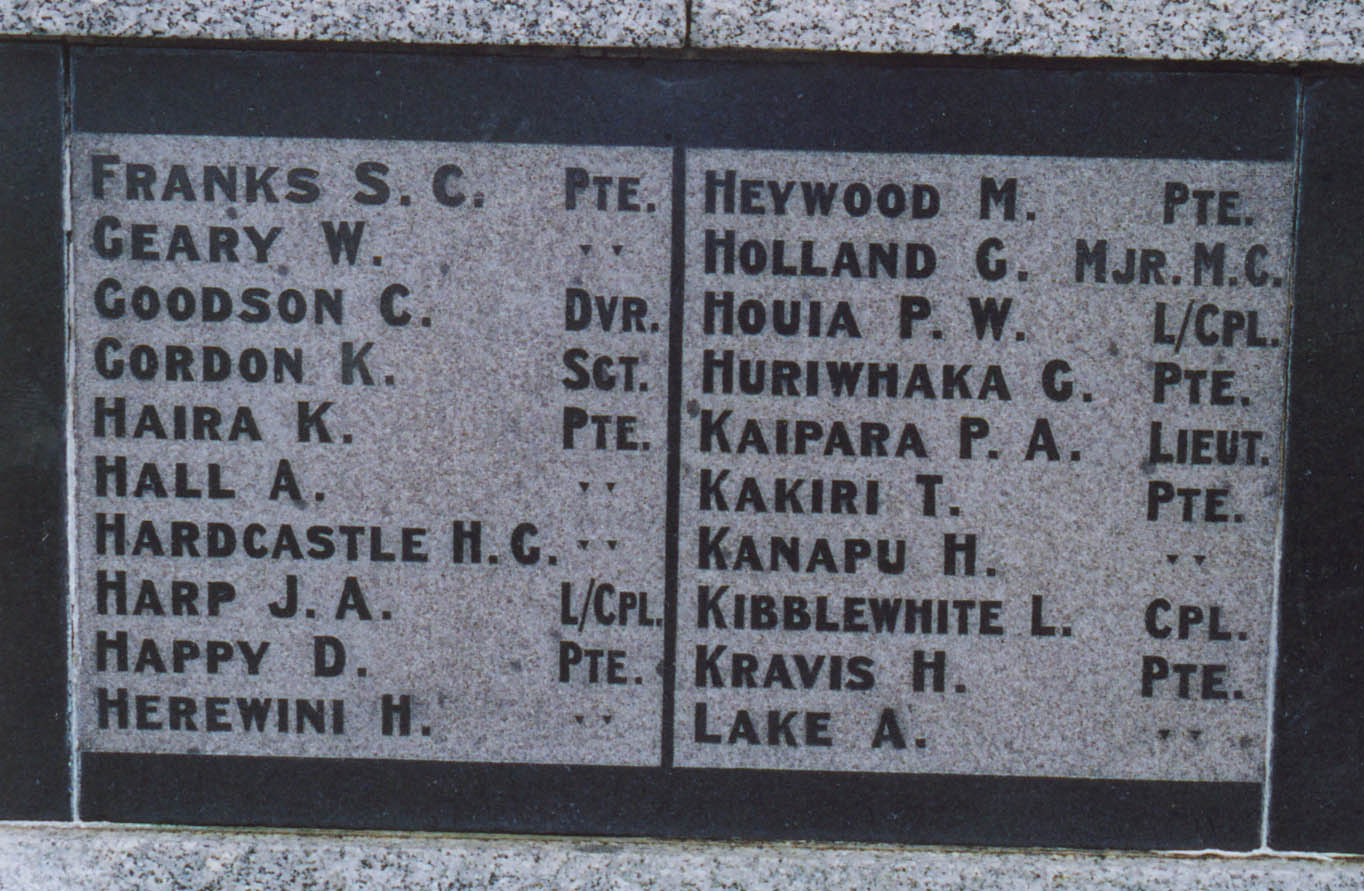 FRANKS S. C. PTE.
GEARY W. " "
GOODSON C. DVR.
GORDON K. SGT.
HAIRA K. PTE.
HALL A. " "
HARDCASTLE H. G. " "
HARP J. A. L/CPL.
HAPPY D. PTE.
HEREWINI H. " "
HEYWOOD M. PTE.
HOLLAND G. MJR. M.C.
HOUIA P. W. L/CPL.
HURIWHAKA G. PTE.
KAIPARA P. A. LIEUT.
KAKIRI T. PTE.
KANAPU H. " "
KIBBLEWHITE L. CPL.
KRAVIS H. PTE.
LAKE A. " "